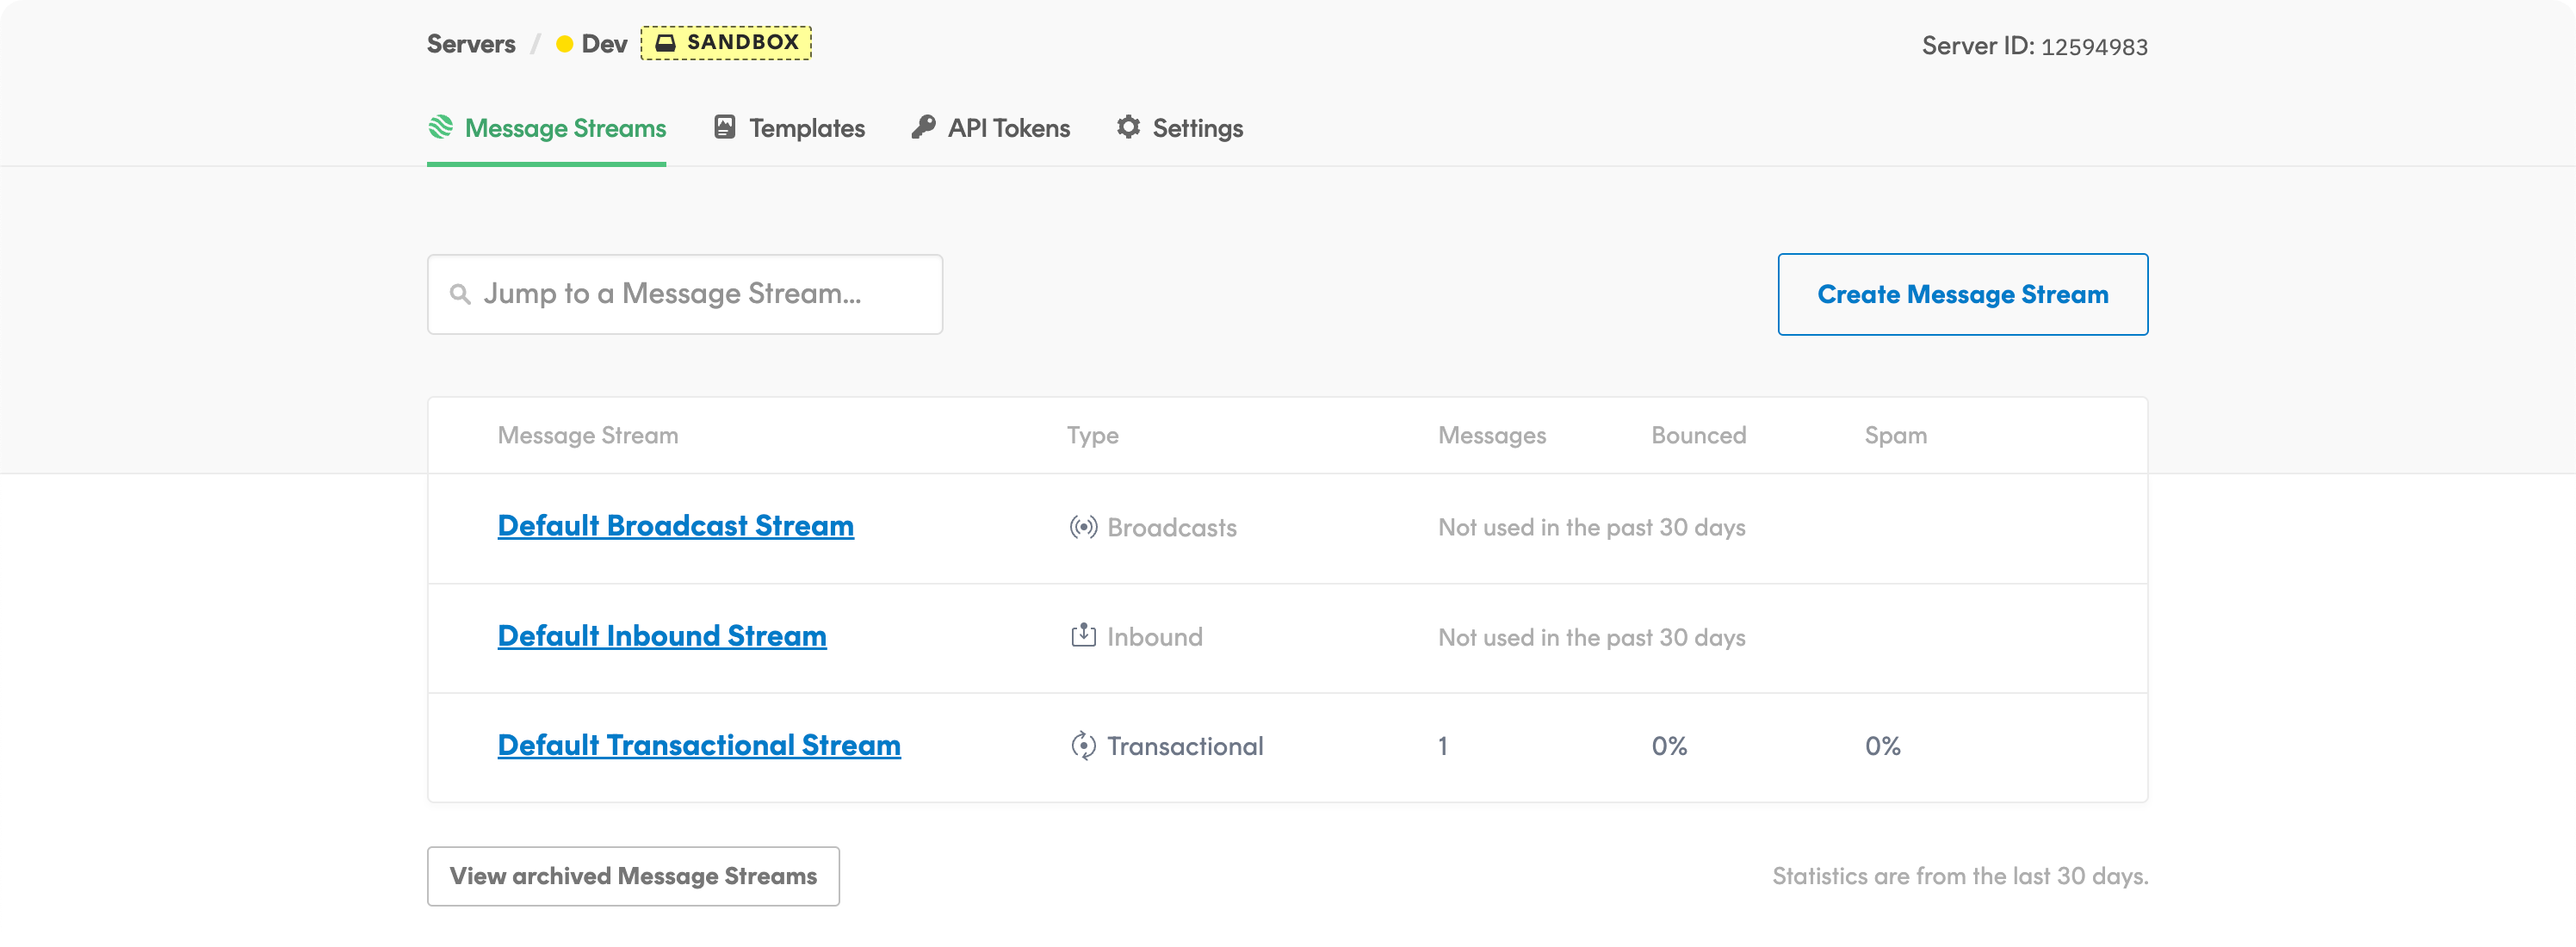 Servers / Dev SANDBOX
Server ID: 12594983
Message Streams Templates API Tokens Settings
Jump to a Message Stream...
Create Message Stream
Message Stream Type Messages Bounced Spam
Default Broadcast Stream Broadcasts Not used in the past 30 days
Default Inbound Stream Inbound Not used in the past 30 days
Default Transactional Stream Transactional 1 0% 0%
View archived Message Streams
Statistics are from the last 30 days.